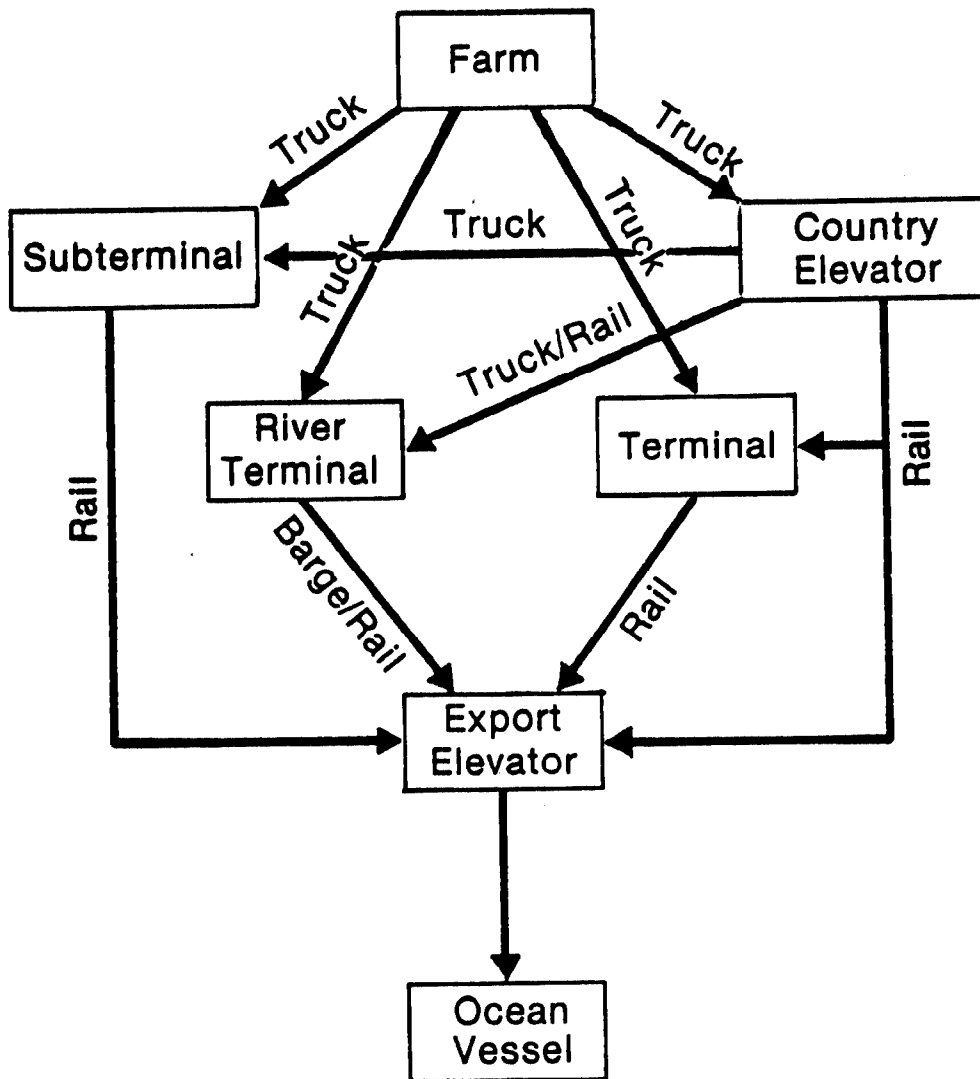 Farm
Truck
Truck
Truck
Truck
Truck
Subterminal
Country
Elevator
Truck/Rail
River
Terminal
Terminal
Rail
Rail
Barge/Rail
Rail
Export
Elevator
Ocean
Vessel